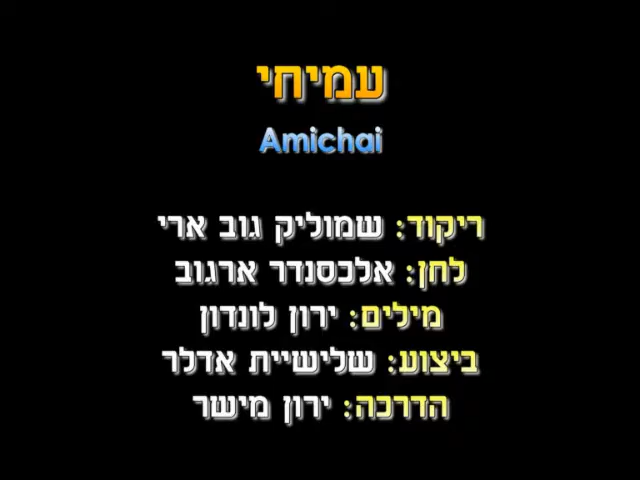 עמיחי
Amichai
ריקוד: שמוליק גוב ארי
לחן: אלכסנדר ארגוב
מילים: ירון לונדון
ביצוע: שלישיית אדלר
הדרכה: ירון מישר